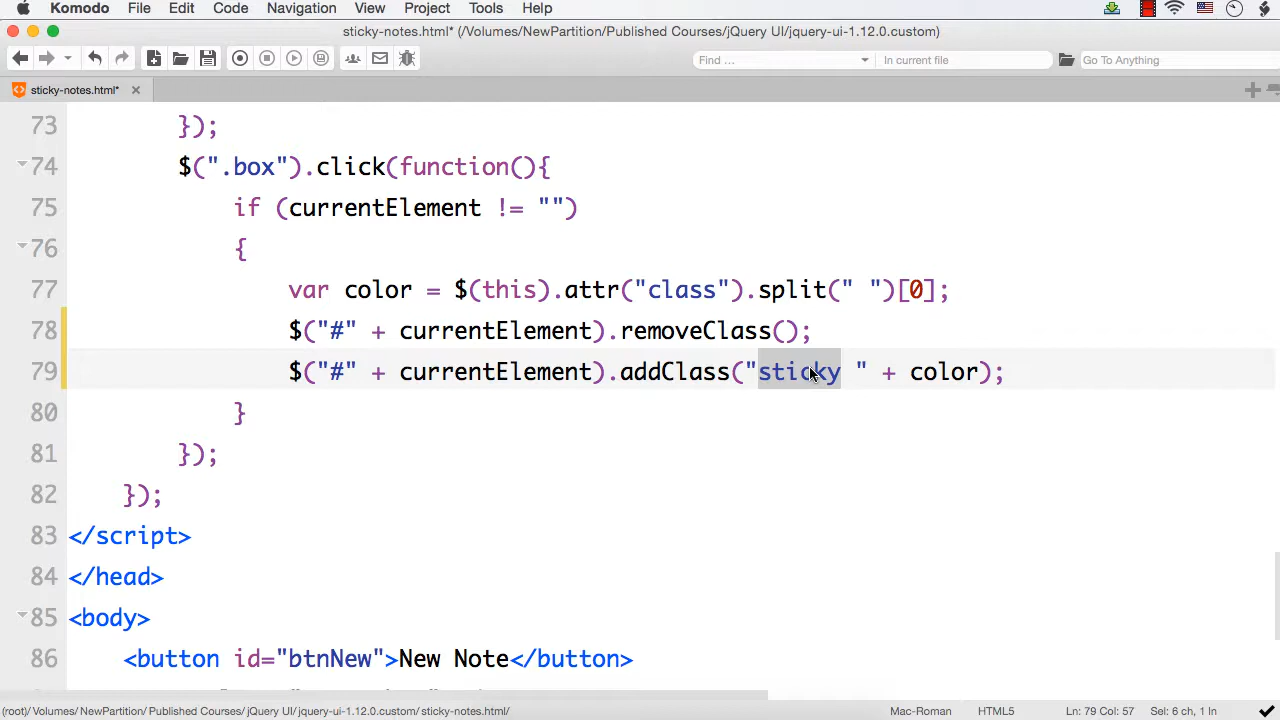 Komodo File Edit Code Navigation View Project Tools Help
sticky-notes.html* (/Volumes/NewPartition/Published Courses/jQuery UI/jquery-ui-1.12.0.custom)
Find ... In current file Go To Anything
sticky-notes.html*
73 });
74 $(".box").click(function(){
75 if (currentElement != "")
76 {
77 var color = $(this).attr("class").split(" ")[0];
78 $("#" + currentElement).removeClass();
79 $("#" + currentElement).addClass("sticky " + color);
80 }
81 });
82 });
83 </script>
84 </head>
85 <body>
86 <button id="btnNew">New Note</button>
(root)/ Volumes/ NewPartition/ Published Courses/ jQuery UI/ jquery-ui-1.12.0.custom/ sticky-notes.html/ Mac-Roman HTML5 Ln: 79 Col: 57 Sel: 6 ch, 1 ln